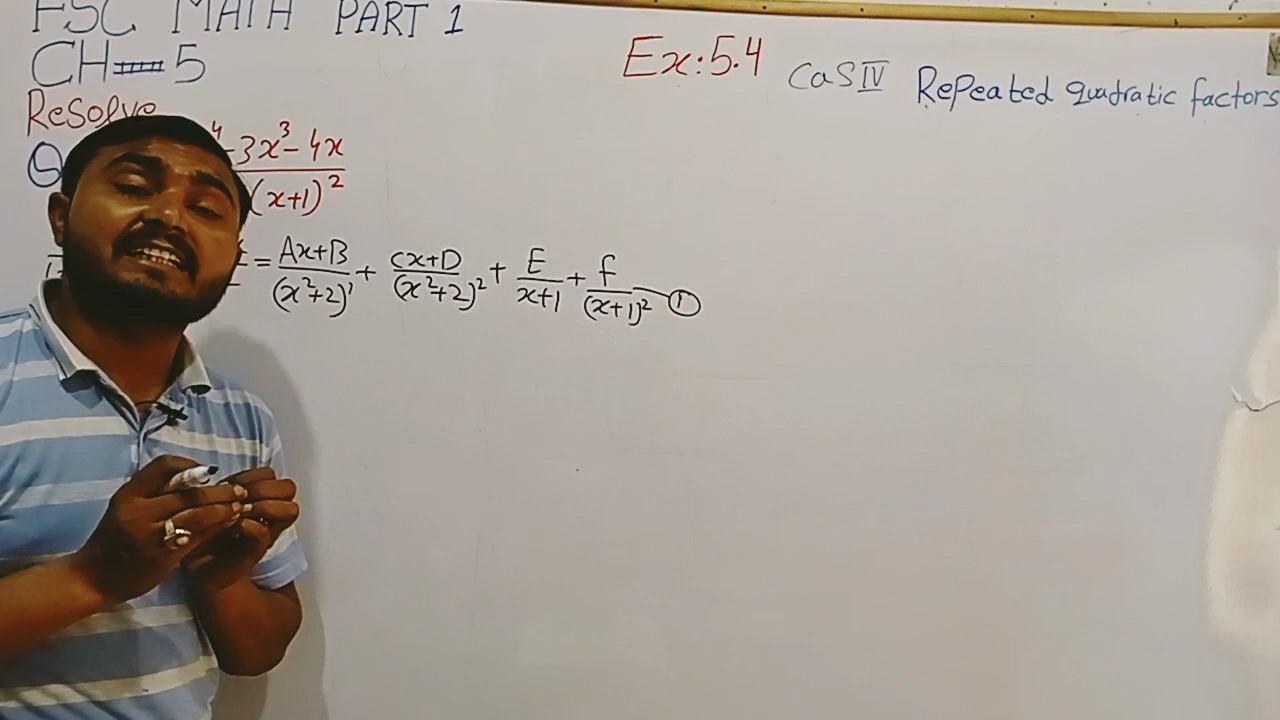 FSC MATH PART 1
CH 5
Ex: 5.4 CaS IV Repeated quadratic factors
Resolve
Q
4 - 3x³ - 4x
(x+1)²
= Ax+B/(x²+2)¹ + Cx+D/(x²+2)² + E/x+1 + F/(x+1)² — ①